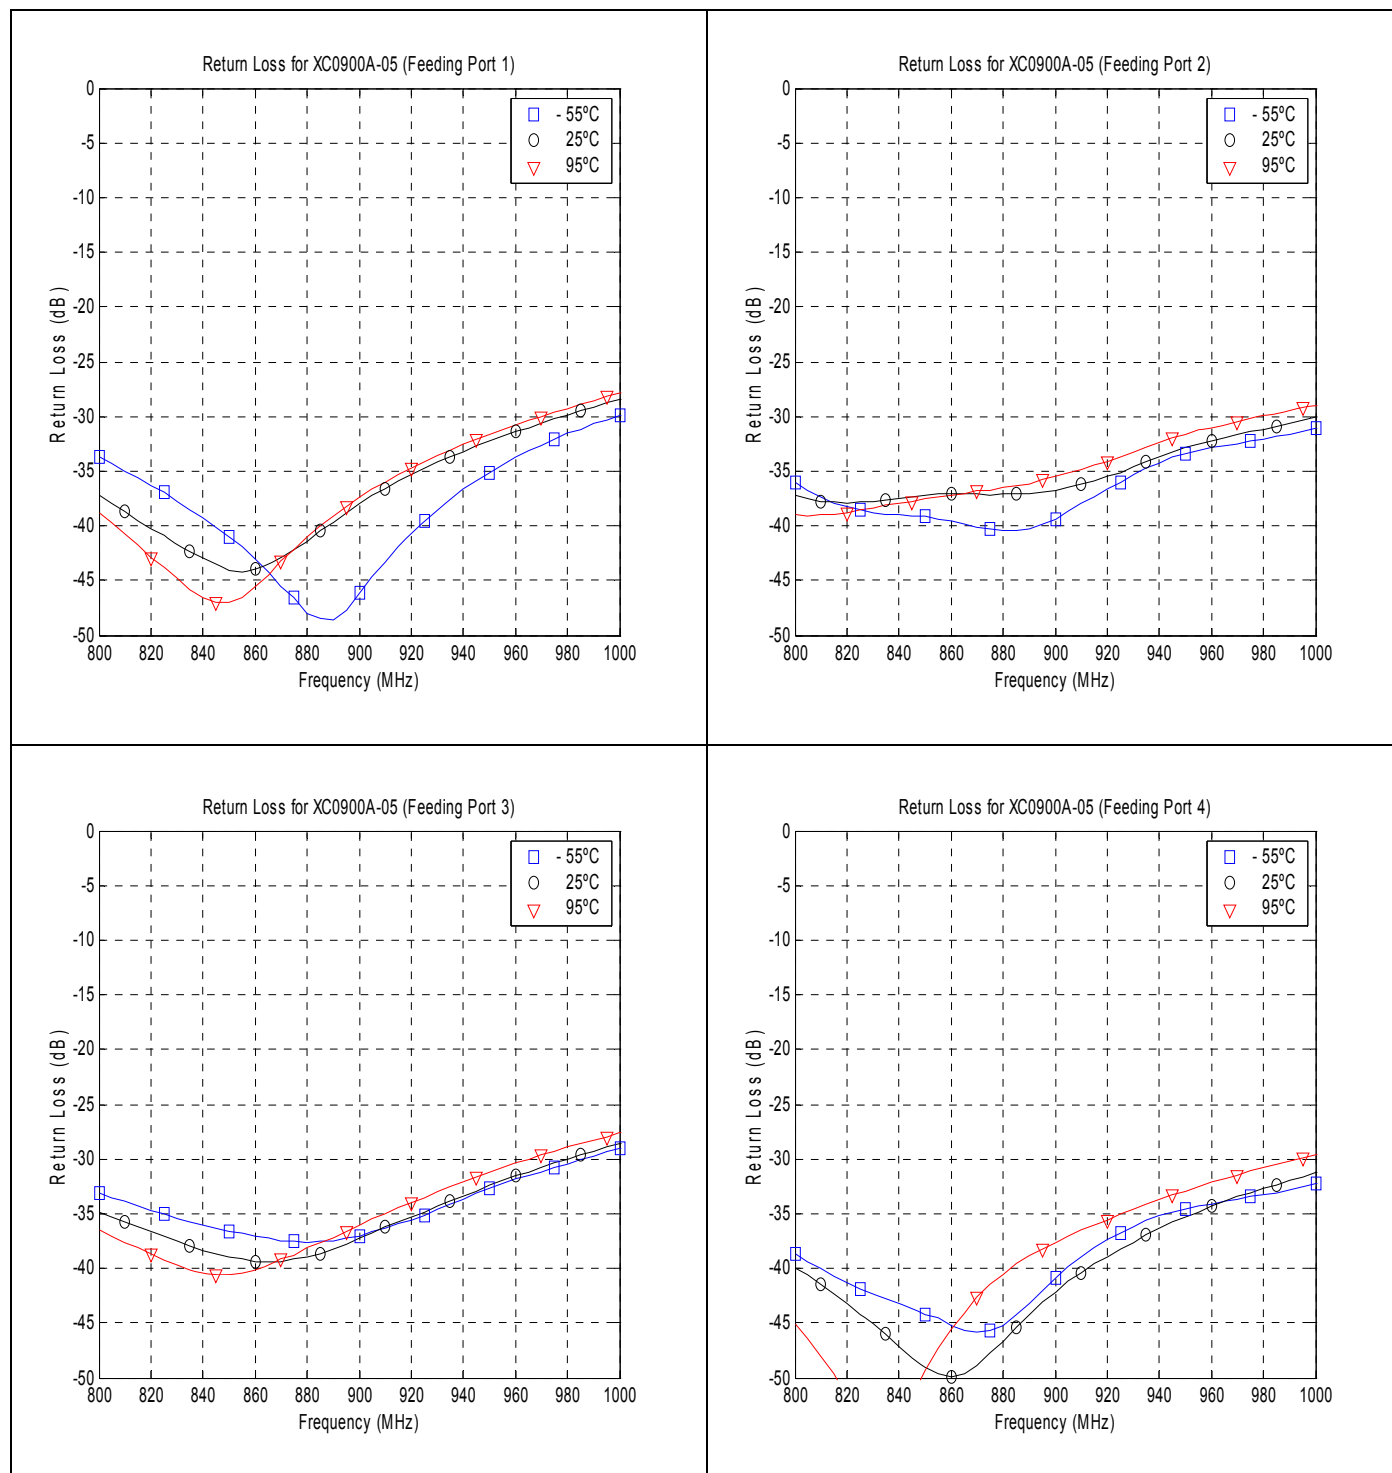 Return Loss for XC0900A-05 (Feeding Port 1)
0
-5
-10
-15
-20
-25
-30
-35
-40
-45
-50
Return Loss (dB)
- 55ºC
25ºC
95ºC
800 820 840 860 880 900 920 940 960 980 1000
Frequency (MHz)
Return Loss for XC0900A-05 (Feeding Port 2)
0
-5
-10
-15
-20
-25
-30
-35
-40
-45
-50
Return Loss (dB)
- 55ºC
25ºC
95ºC
800 820 840 860 880 900 920 940 960 980 1000
Frequency (MHz)
Return Loss for XC0900A-05 (Feeding Port 3)
0
-5
-10
-15
-20
-25
-30
-35
-40
-45
-50
Return Loss (dB)
- 55ºC
25ºC
95ºC
800 820 840 860 880 900 920 940 960 980 1000
Frequency (MHz)
Return Loss for XC0900A-05 (Feeding Port 4)
0
-5
-10
-15
-20
-25
-30
-35
-40
-45
-50
Return Loss (dB)
- 55ºC
25ºC
95ºC
800 820 840 860 880 900 920 940 960 980 1000
Frequency (MHz)